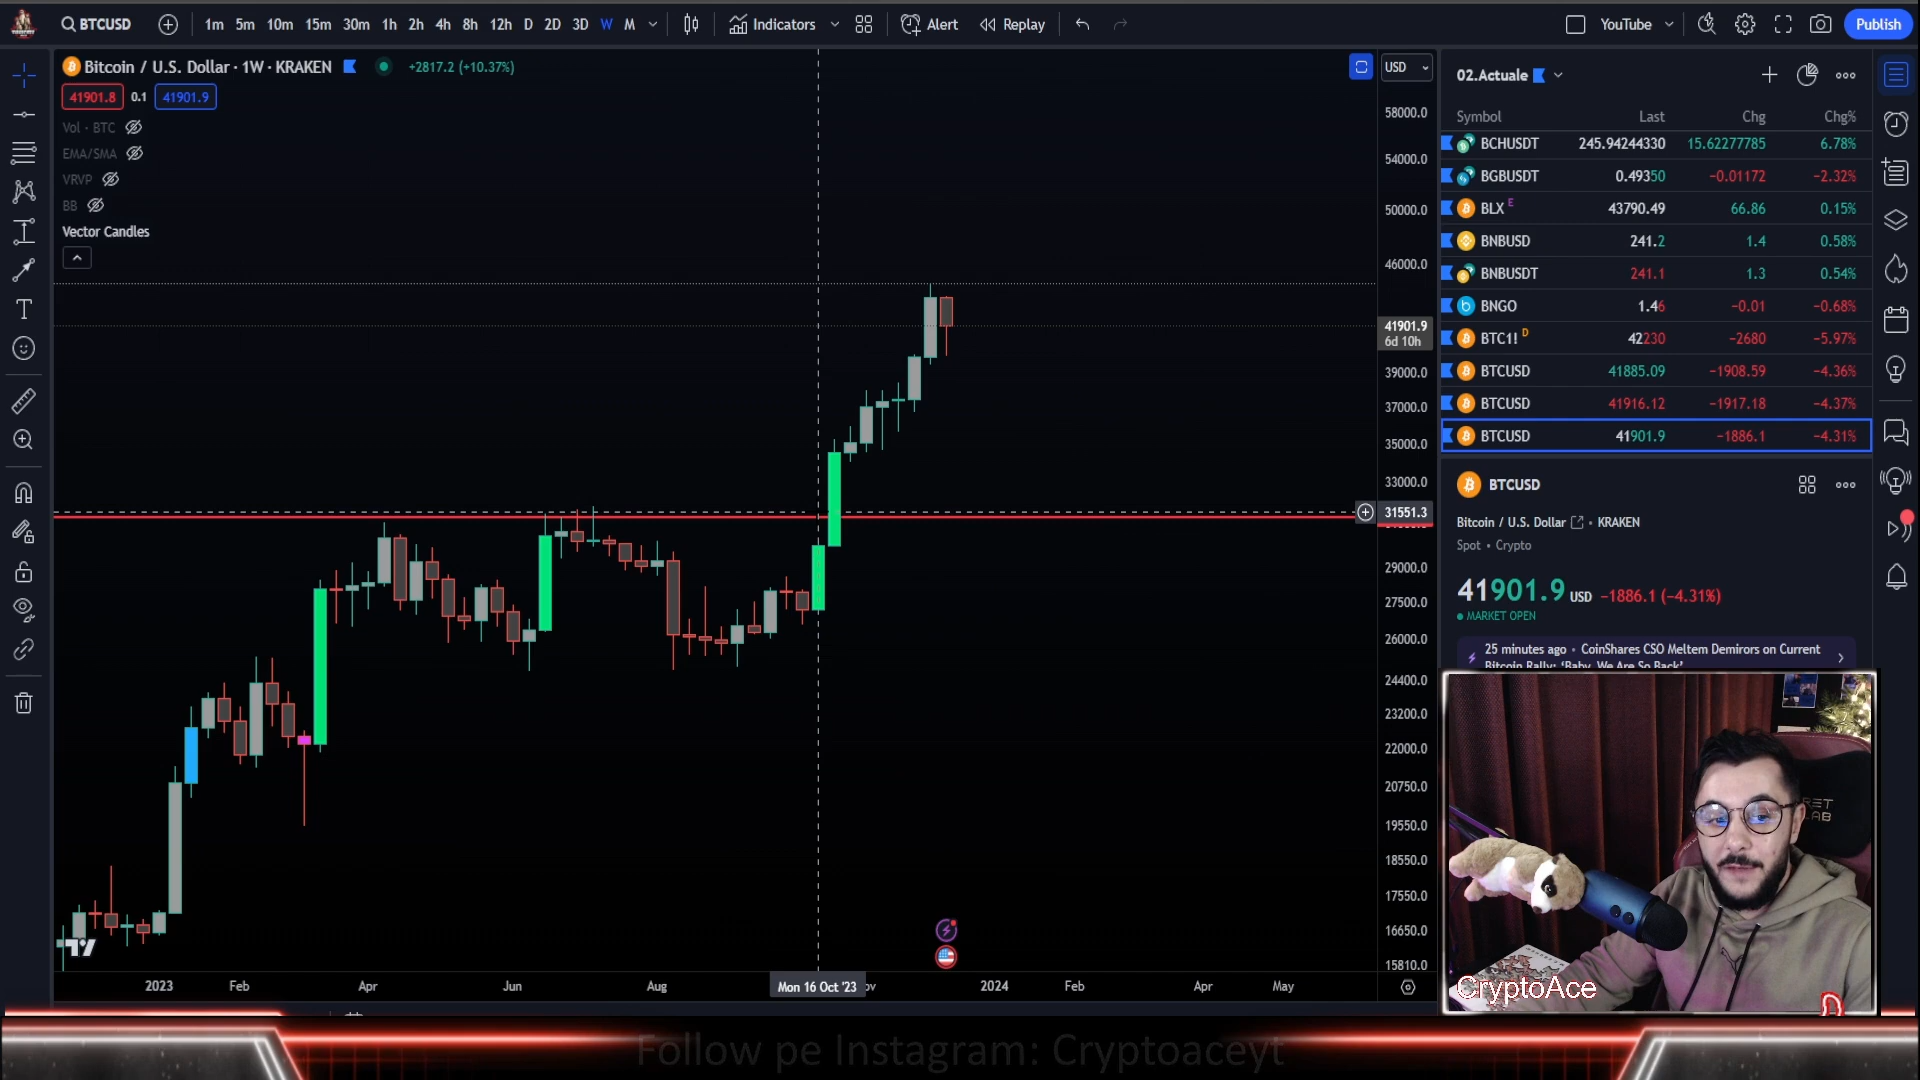 BTCUSD
1m 5m 10m 15m 30m 1h 2h 4h 8h 12h D 2D 3D W M
Indicators
Alert
Replay
YouTube
Publish
Bitcoin / U.S. Dollar · 1W · KRAKEN
+2817.2 (+10.37%)
41901.8 0.1 41901.9
Vol · BTC
EMA/SMA
VRVP
BB
Vector Candles
USD
58000.0
54000.0
50000.0
46000.0
41901.9
6d 10h
39000.0
37000.0
35000.0
33000.0
31551.3
29000.0
27500.0
26000.0
24400.0
23200.0
22000.0
20750.0
19550.0
18550.0
17550.0
16650.0
15810.0
2023 Feb Apr Jun Aug Mon 16 Oct '23 ov 2024 Feb Apr May
02.Actuale
Symbol Last Chg Chg%
BCHUSDT 245.94244330 15.62277785 6.78%
BGBUSDT 0.49350 −0.01172 −2.32%
BLX E 43790.49 66.86 0.15%
BNBUSD 241.2 1.4 0.58%
BNBUSDT 241.1 1.3 0.54%
BNGO 1.46 −0.01 −0.68%
BTC1! D 42230 −2680 −5.97%
BTCUSD 41885.09 −1908.59 −4.36%
BTCUSD 41916.12 −1917.18 −4.37%
BTCUSD 41901.9 −1886.1 −4.31%
BTCUSD
Bitcoin / U.S. Dollar • KRAKEN
Spot • Crypto
41901.9 USD −1886.1 (−4.31%)
MARKET OPEN
25 minutes ago • CoinShares CSO Meltem Demirors on Current
Bitcoin Rally: 'Baby, We Are So Back'
CryptoAce
Follow pe Instagram: Cryptoaceyt